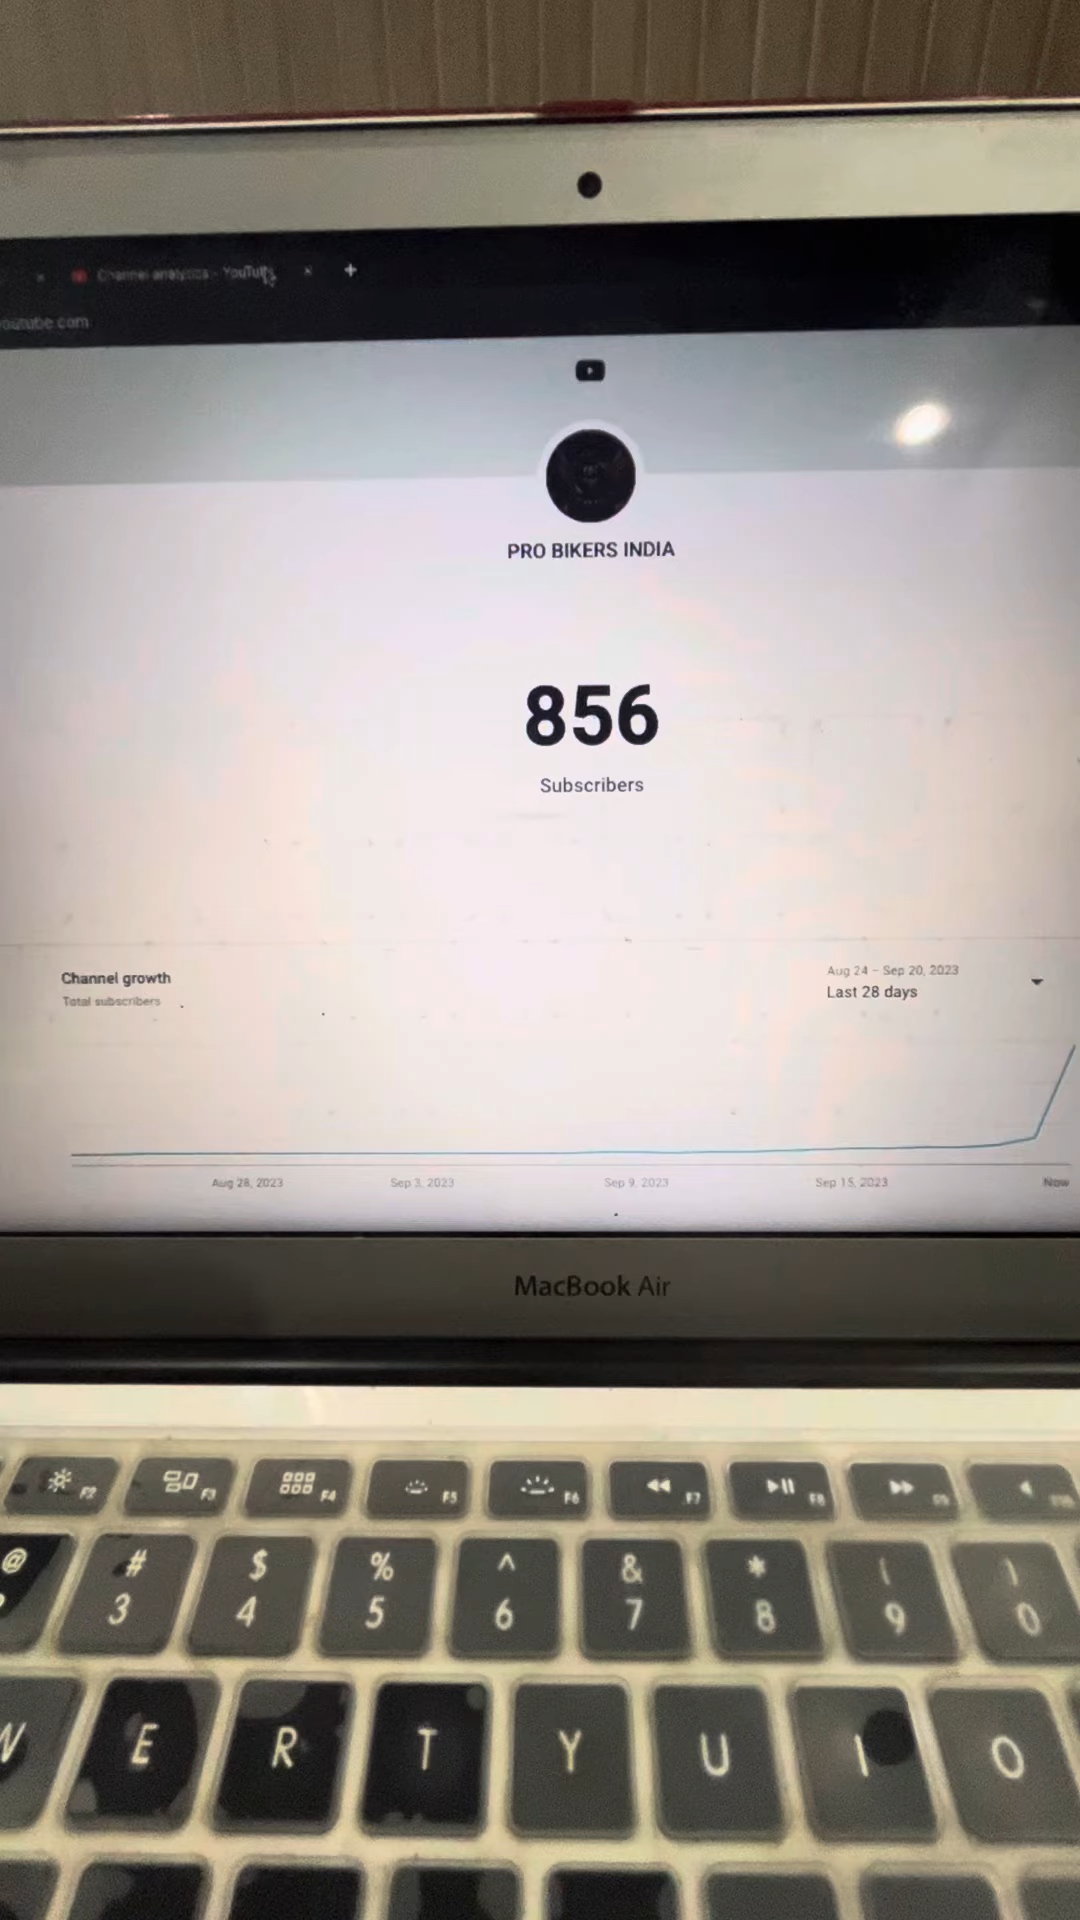 Channel analytics - YouTube
youtube.com
PRO BIKERS INDIA
856
Subscribers
Channel growth
Total subscribers
Aug 24 – Sep 20, 2023
Last 28 days
Aug 28, 2023 Sep 3, 2023 Sep 9, 2023 Sep 15, 2023 Now
MacBook Air
F2 F3 F4 F5 F6 F7 F8
@ # $ % ^ & * ( )
3 4 5 6 7 8 9 0
W E R T Y U I O